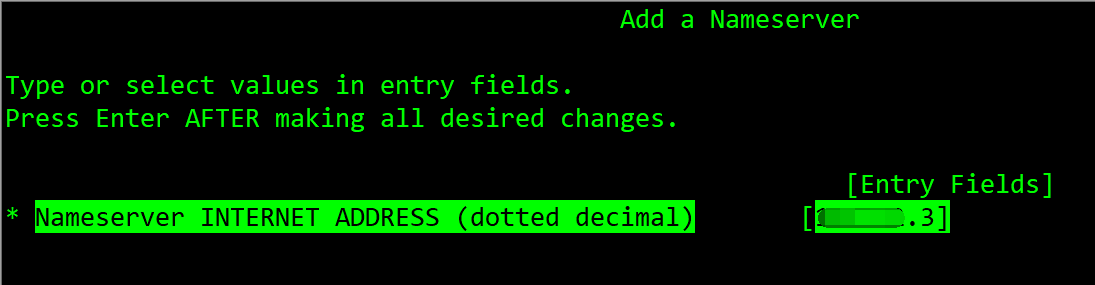 Add a Nameserver
Type or select values in entry fields.
Press Enter AFTER making all desired changes.
[Entry Fields]
* Nameserver INTERNET ADDRESS (dotted decimal) [ .3]